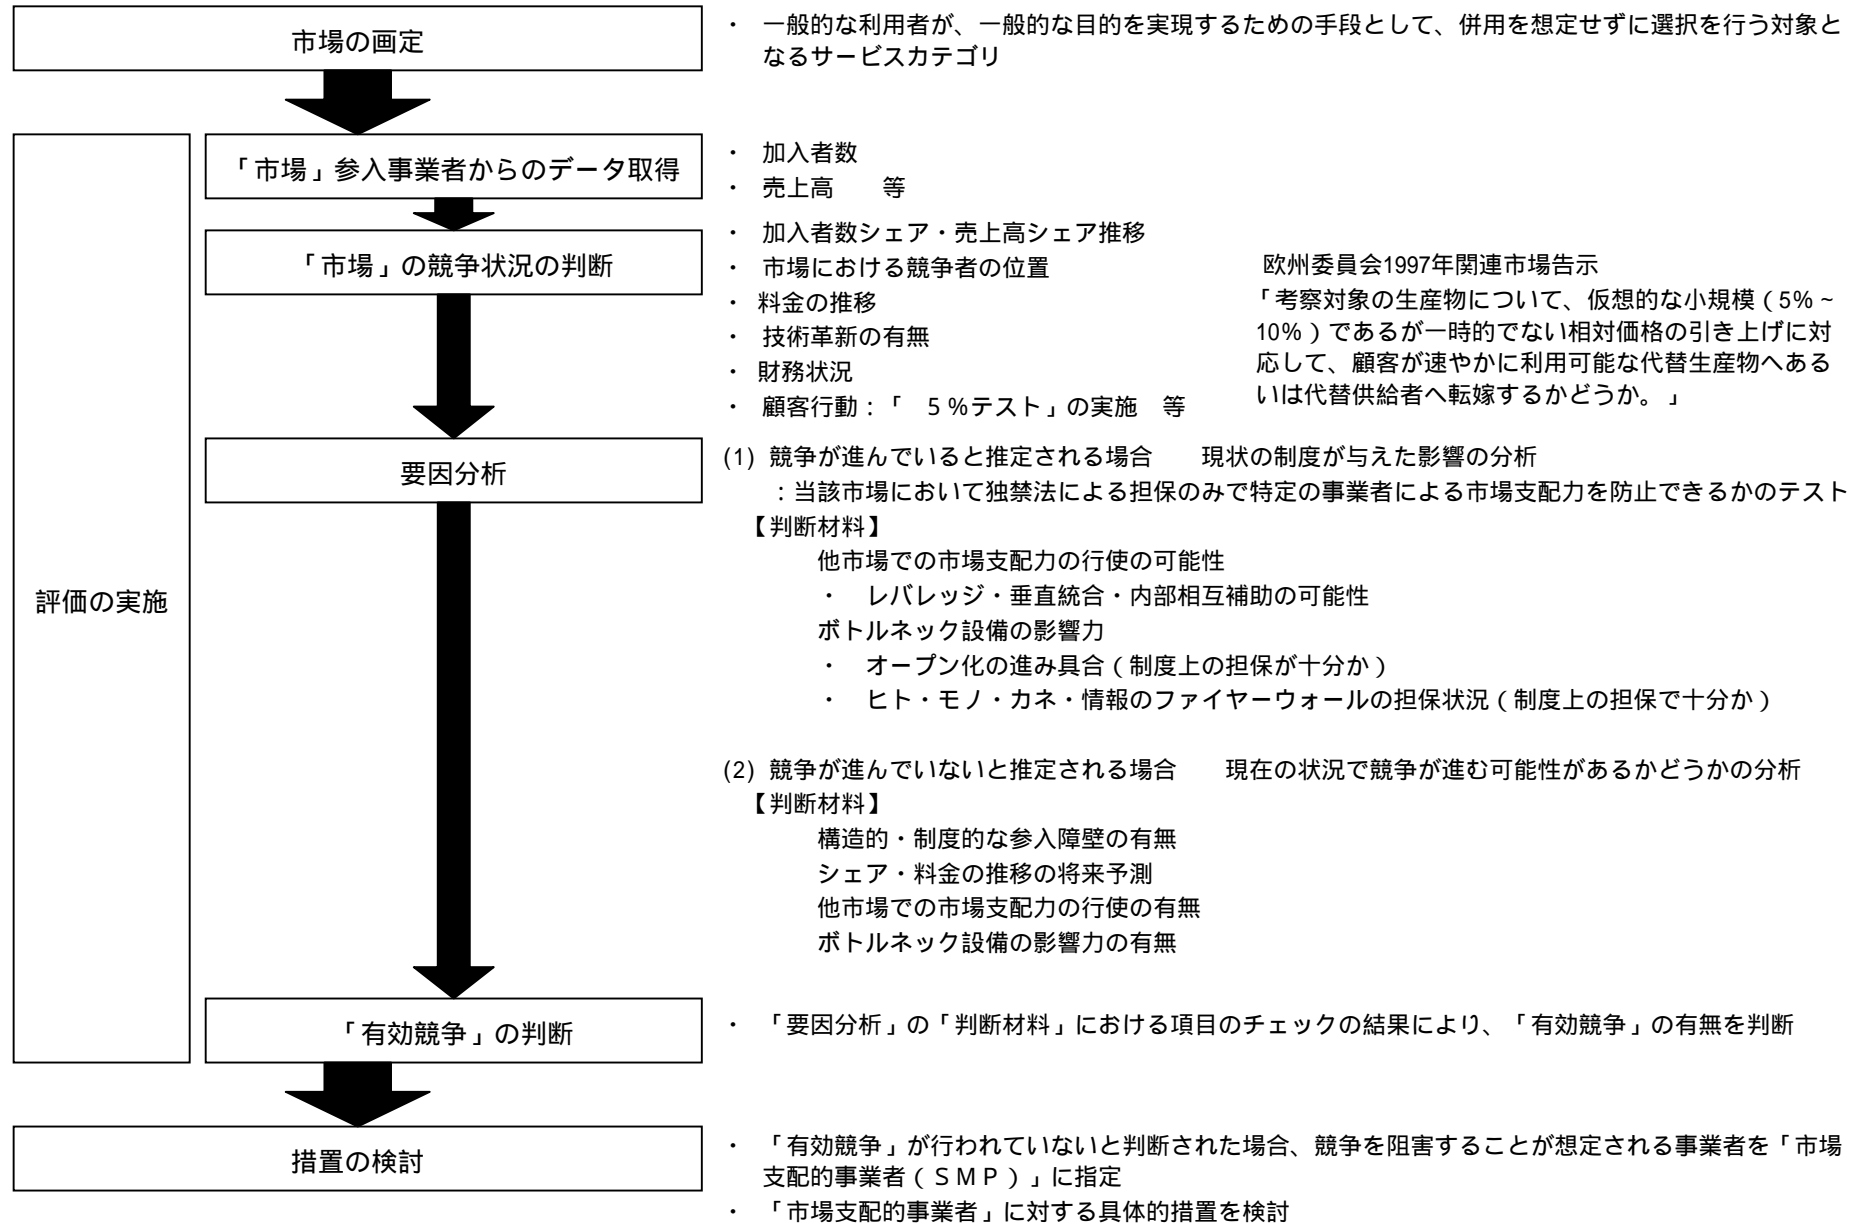 市場の画定
・ 一般的な利用者が、一般的な目的を実現するための手段として、併用を想定せずに選択を行う対象と
なるサービスカテゴリ
評価の実施
「市場」参入事業者からのデータ取得
・ 加入者数
・ 売上高　　等
「市場」の競争状況の判断
・ 加入者数シェア・売上高シェア推移
・ 市場における競争者の位置
・ 料金の推移
・ 技術革新の有無
・ 財務状況
・ 顧客行動：「　5％テスト」の実施　等
欧州委員会1997年関連市場告示
「考察対象の生産物について、仮想的な小規模（5%～
10%）であるが一時的でない相対価格の引き上げに対
応して、顧客が速やかに利用可能な代替生産物へある
いは代替供給者へ転嫁するかどうか。」
要因分析
(1) 競争が進んでいると推定される場合　　現状の制度が与えた影響の分析
：当該市場において独禁法による担保のみで特定の事業者による市場支配力を防止できるかのテスト
【判断材料】
他市場での市場支配力の行使の可能性
・ レバレッジ・垂直統合・内部相互補助の可能性
ボトルネック設備の影響力
・ オープン化の進み具合（制度上の担保が十分か）
・ ヒト・モノ・カネ・情報のファイヤーウォールの担保状況（制度上の担保で十分か）
(2) 競争が進んでいないと推定される場合　　現在の状況で競争が進む可能性があるかどうかの分析
【判断材料】
構造的・制度的な参入障壁の有無
シェア・料金の推移の将来予測
他市場での市場支配力の行使の有無
ボトルネック設備の影響力の有無
「有効競争」の判断
・ 「要因分析」の「判断材料」における項目のチェックの結果により、「有効競争」の有無を判断
措置の検討
・ 「有効競争」が行われていないと判断された場合、競争を阻害することが想定される事業者を「市場
支配的事業者（ＳＭＰ）」に指定
・ 「市場支配的事業者」に対する具体的措置を検討